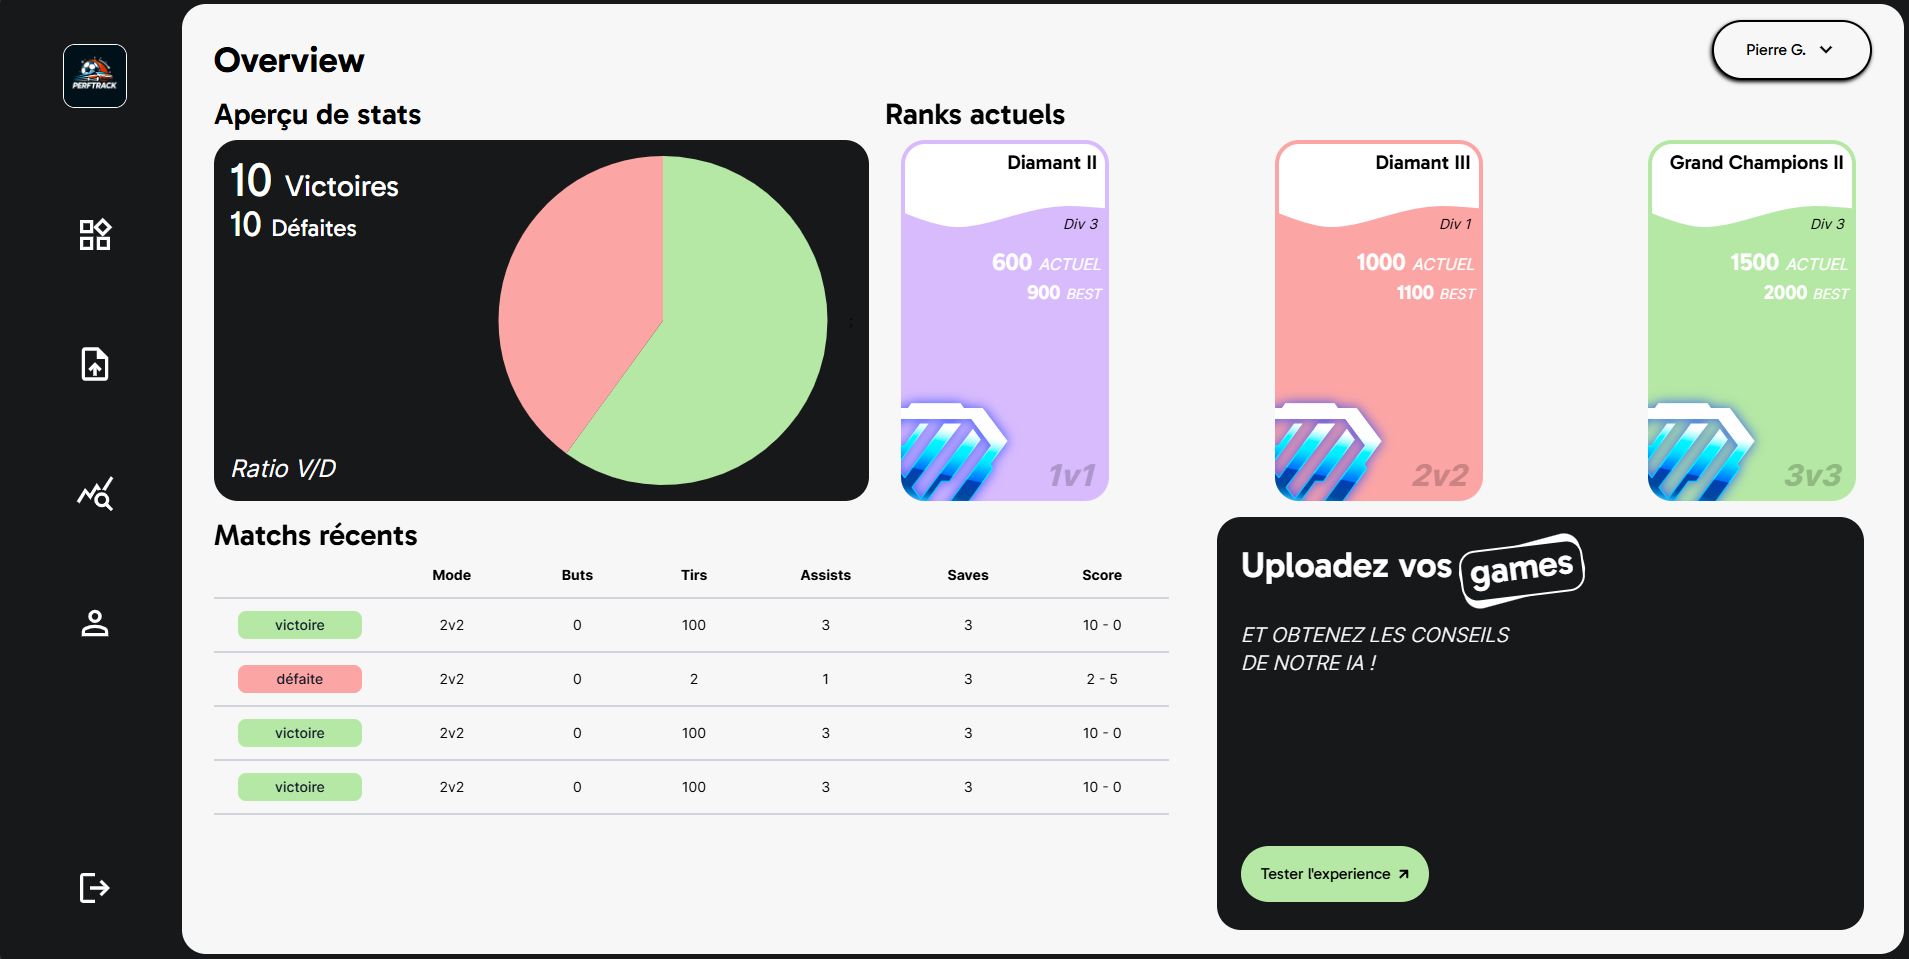 PERFTRACK
Overview
Pierre G.
Aperçu de stats
Ranks actuels
10 Victoires
10 Défaites
Ratio V/D
:
Diamant II
Div 3
600 ACTUEL
900 BEST
1v1
Diamant III
Div 1
1000 ACTUEL
1100 BEST
2v2
Grand Champions II
Div 3
1500 ACTUEL
2000 BEST
3v3
Matchs récents
Mode Buts Tirs Assists Saves Score
victoire 2v2 0 100 3 3 10 - 0
défaite 2v2 0 2 1 3 2 - 5
victoire 2v2 0 100 3 3 10 - 0
victoire 2v2 0 100 3 3 10 - 0
Uploadez vos games
ET OBTENEZ LES CONSEILS
DE NOTRE IA !
Tester l'experience